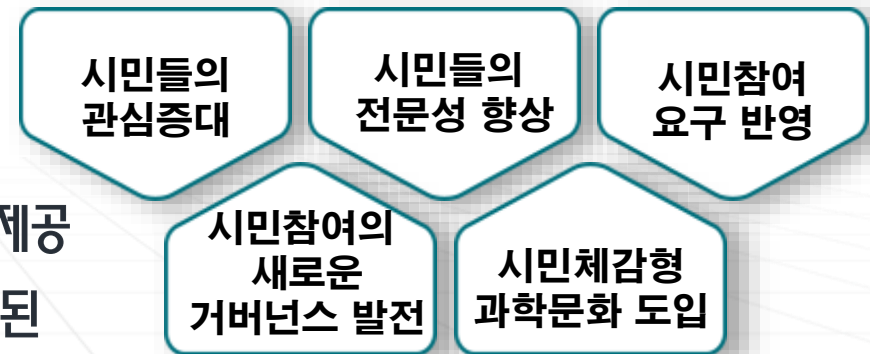 시민들의
관심증대
시민들의
전문성 향상
시민참여
요구 반영
제공
된
시민참여의
새로운
거버넌스 발전
시민체감형
과학문화 도입